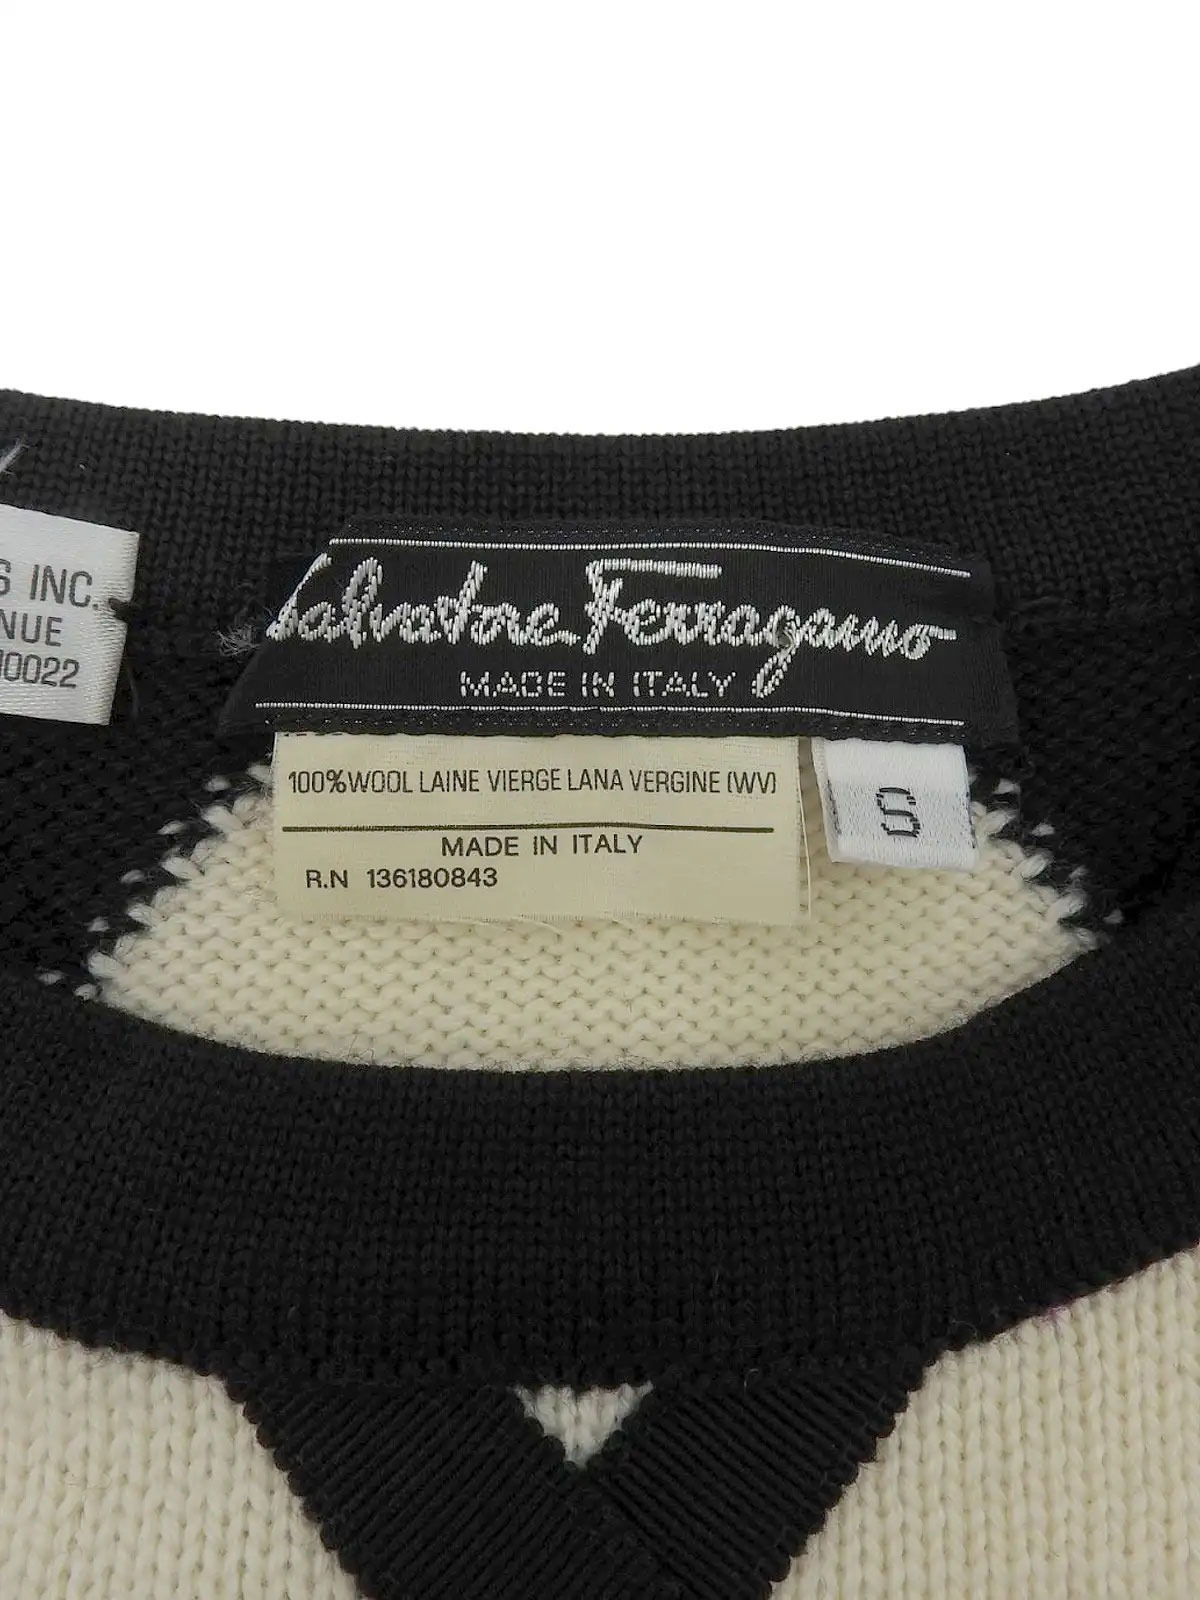 S INC.
NUE
10022
Salvatore Ferragamo
MADE IN ITALY
100% WOOL LAINE VIERGE LANA VERGINE (WV)
MADE IN ITALY
R.N 136180843
S